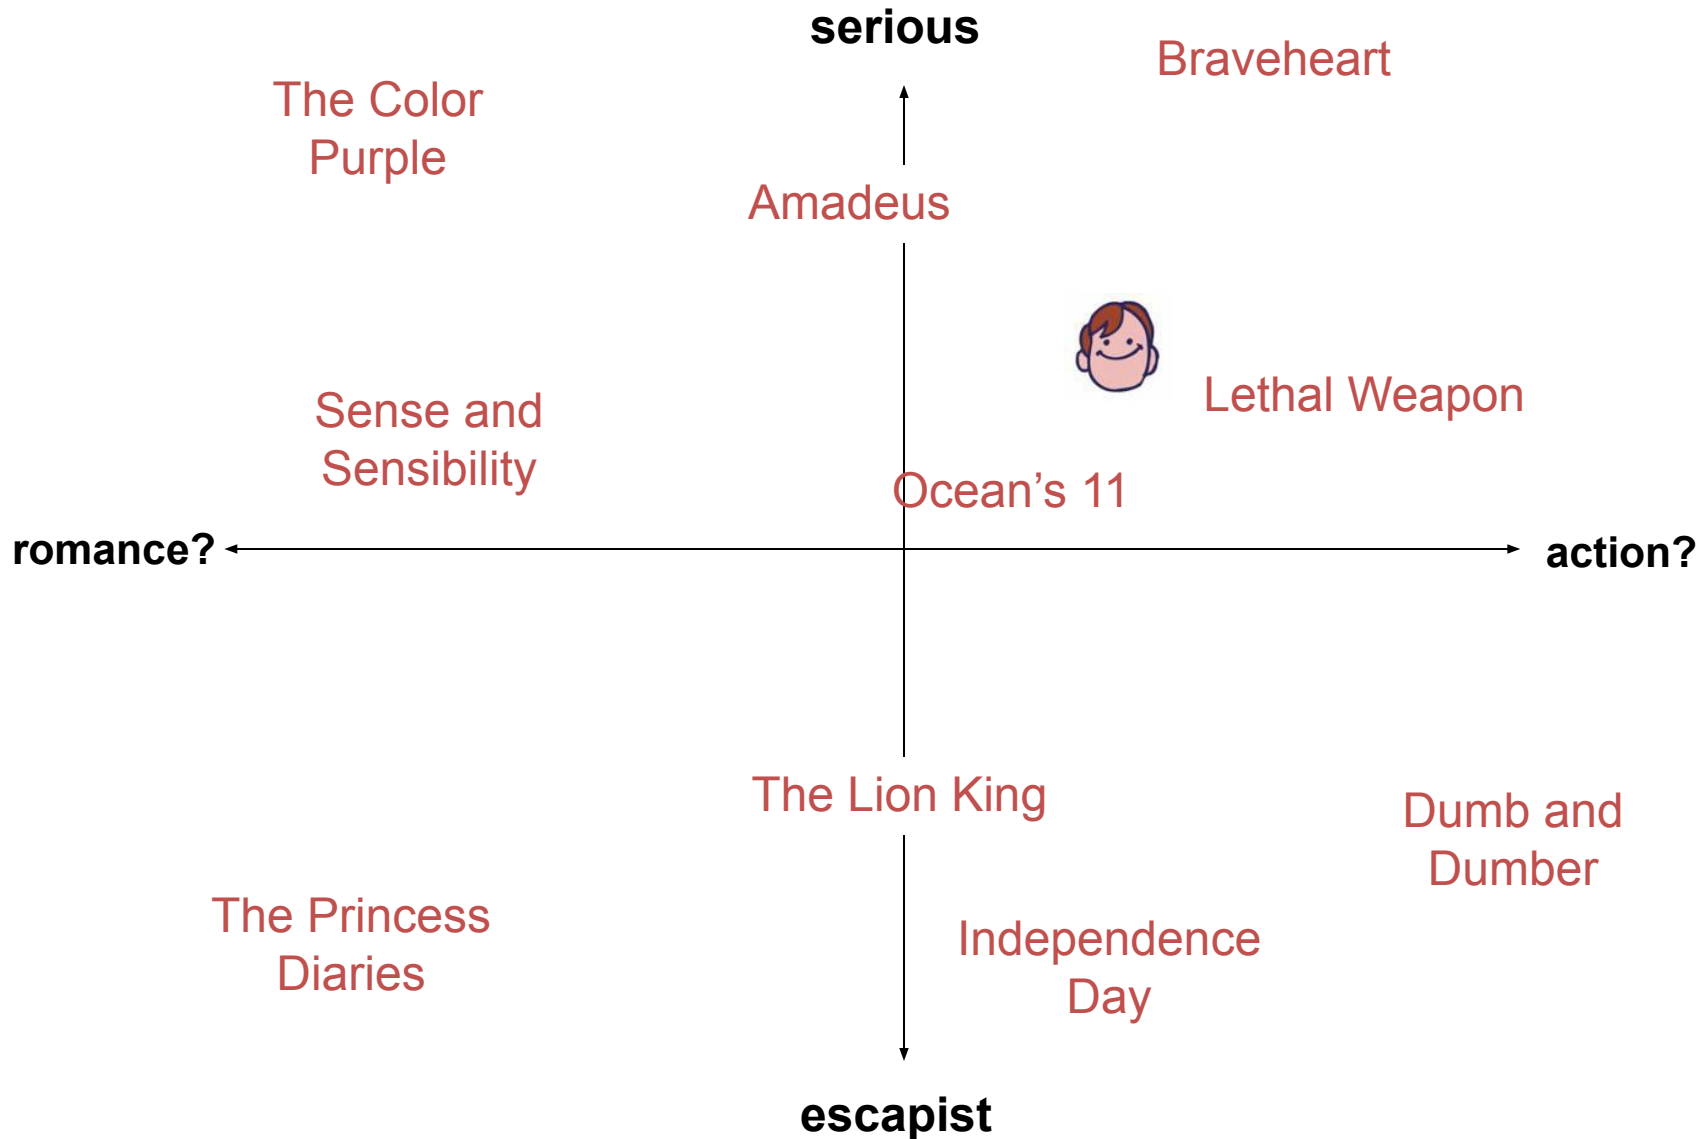 serious
Braveheart
The Color
Purple
Amadeus
Lethal Weapon
Sense and
Sensibility
Ocean’s 11
romance?
action?
The Lion King
Dumb and
Dumber
The Princess
Diaries
Independence
Day
escapist